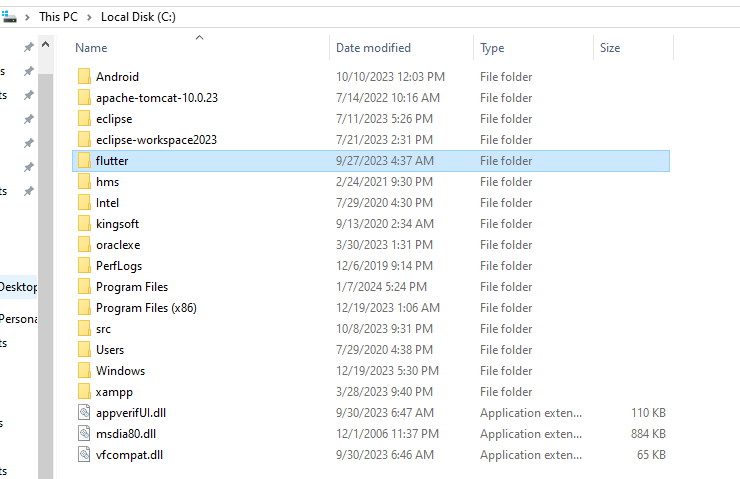 This PC > Local Disk (C:)
Name Date modified Type Size
Android 10/10/2023 12:03 PM File folder
apache-tomcat-10.0.23 7/14/2022 10:16 AM File folder
eclipse 7/11/2023 5:26 PM File folder
eclipse-workspace2023 7/21/2023 2:31 PM File folder
flutter 9/27/2023 4:37 AM File folder
hms 2/24/2021 9:30 PM File folder
Intel 7/29/2020 4:30 PM File folder
kingsoft 9/13/2020 2:34 AM File folder
oraclexe 3/30/2023 1:31 PM File folder
PerfLogs 12/6/2019 9:14 PM File folder
Desktop
Program Files 1/7/2024 5:24 PM File folder
Program Files (x86) 12/19/2023 1:06 AM File folder
Persona
src 10/8/2023 9:31 PM File folder
Users 7/29/2020 4:38 PM File folder
Windows 12/19/2023 5:30 PM File folder
xampp 3/28/2023 9:40 PM File folder
appverifUI.dll 9/30/2023 6:47 AM Application exten... 110 KB
msdia80.dll 12/1/2006 11:37 PM Application exten... 884 KB
vfcompat.dll 9/30/2023 6:46 AM Application exten... 65 KB